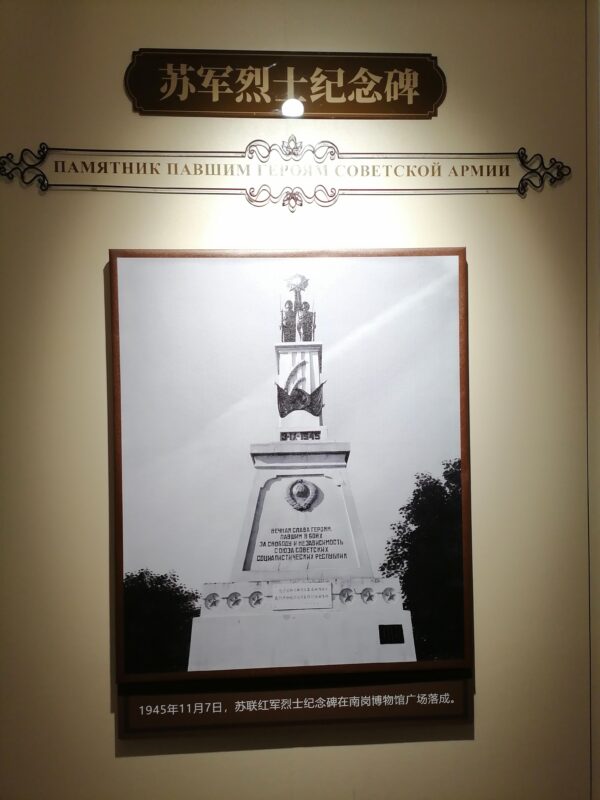 苏军烈士纪念碑
ПАМЯТНИК ПАВШИМ ГЕРОЯМ СОВЕТСКОЙ АРМИИ
ВЕЧНАЯ СЛАВА ГЕРОЯМ,
ПАВШИМ В БОЯХ
ЗА СВОБОДУ И НЕЗАВИСИМОСТЬ
СОЮЗА СОВЕТСКИХ
СОЦИАЛИСТИЧЕСКИХ РЕСПУБЛИК
1945年11月7日，苏联红军烈士纪念碑在南岗博物馆广场落成。